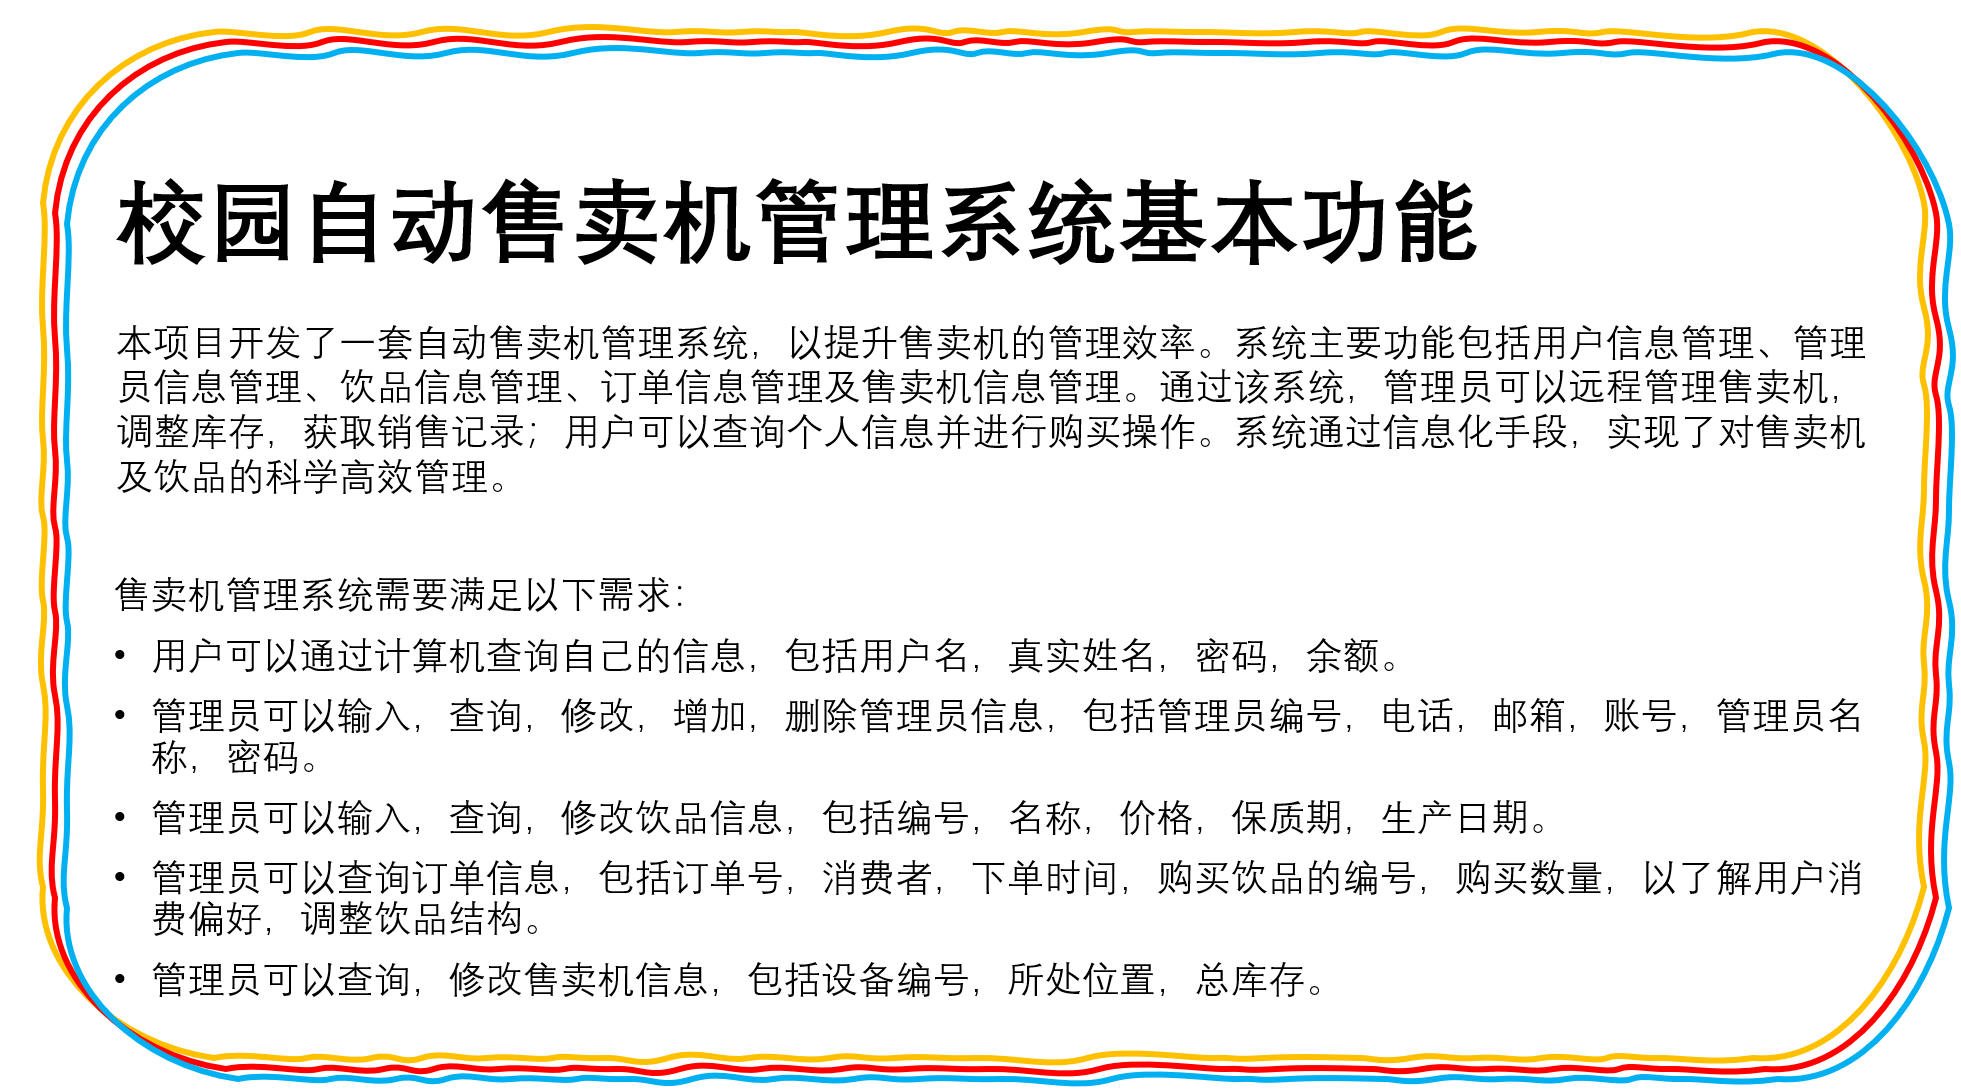 校园自动售卖机管理系统基本功能
本项目开发了一套自动售卖机管理系统，以提升售卖机的管理效率。系统主要功能包括用户信息管理、管理
员信息管理、饮品信息管理、订单信息管理及售卖机信息管理。通过该系统，管理员可以远程管理售卖机，
调整库存，获取销售记录；用户可以查询个人信息并进行购买操作。系统通过信息化手段，实现了对售卖机
及饮品的科学高效管理。
售卖机管理系统需要满足以下需求：
• 用户可以通过计算机查询自己的信息，包括用户名，真实姓名，密码，余额。
• 管理员可以输入，查询，修改，增加，删除管理员信息，包括管理员编号，电话，邮箱，账号，管理员名
称，密码。
• 管理员可以输入，查询，修改饮品信息，包括编号，名称，价格，保质期，生产日期。
• 管理员可以查询订单信息，包括订单号，消费者，下单时间，购买饮品的编号，购买数量，以了解用户消
费偏好，调整饮品结构。
• 管理员可以查询，修改售卖机信息，包括设备编号，所处位置，总库存。